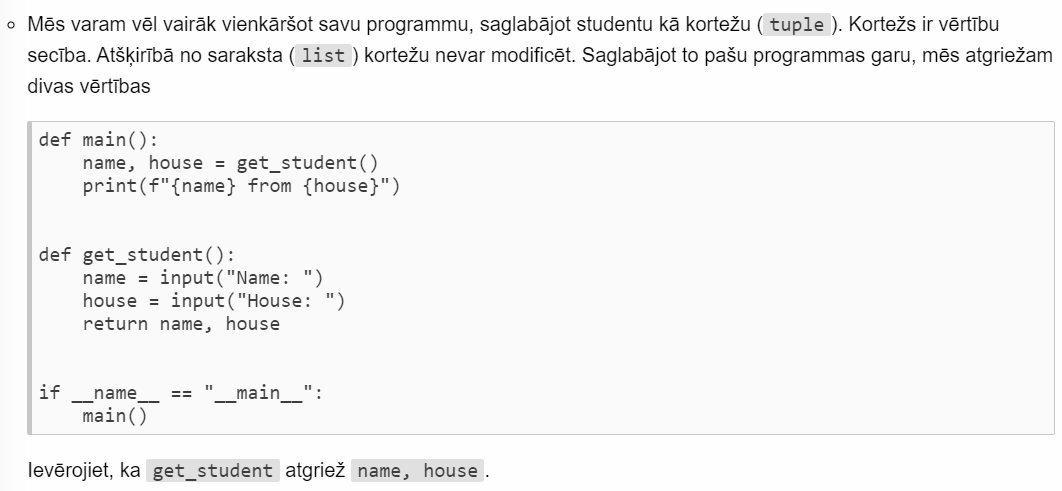 Mēs varam vēl vairāk vienkāršot savu programmu, saglabājot studentu kā kortežu ( tuple ). Kortežs ir vērtību
secība. Atšķirībā no saraksta ( list ) kortežu nevar modificēt. Saglabājot to pašu programmas garu, mēs atgriežam
divas vērtības
def main():
    name, house = get_student()
    print(f"{name} from {house}")
def get_student():
    name = input("Name: ")
    house = input("House: ")
    return name, house
if __name__ == "__main__":
    main()
Ievērojiet, ka get_student atgriež name, house .